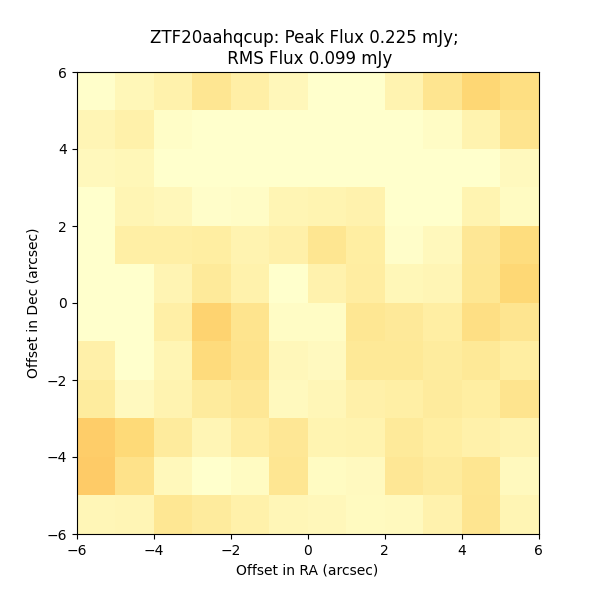 ZTF20aahqcup: Peak Flux 0.225 mJy;
RMS Flux 0.099 mJy
6
4
2
0
−2
−4
−6
Offset in Dec (arcsec)
−6 −4 −2 0 2 4 6
Offset in RA (arcsec)